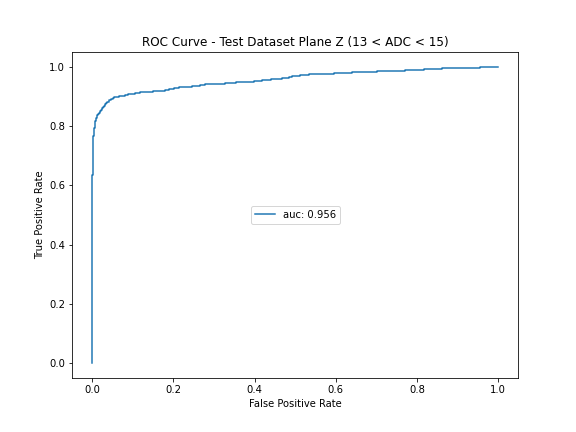 ROC Curve - Test Dataset Plane Z (13 < ADC < 15)
1.0
0.8
0.6
0.4
0.2
0.0
True Positive Rate
auc: 0.956
0.0 0.2 0.4 0.6 0.8 1.0
False Positive Rate